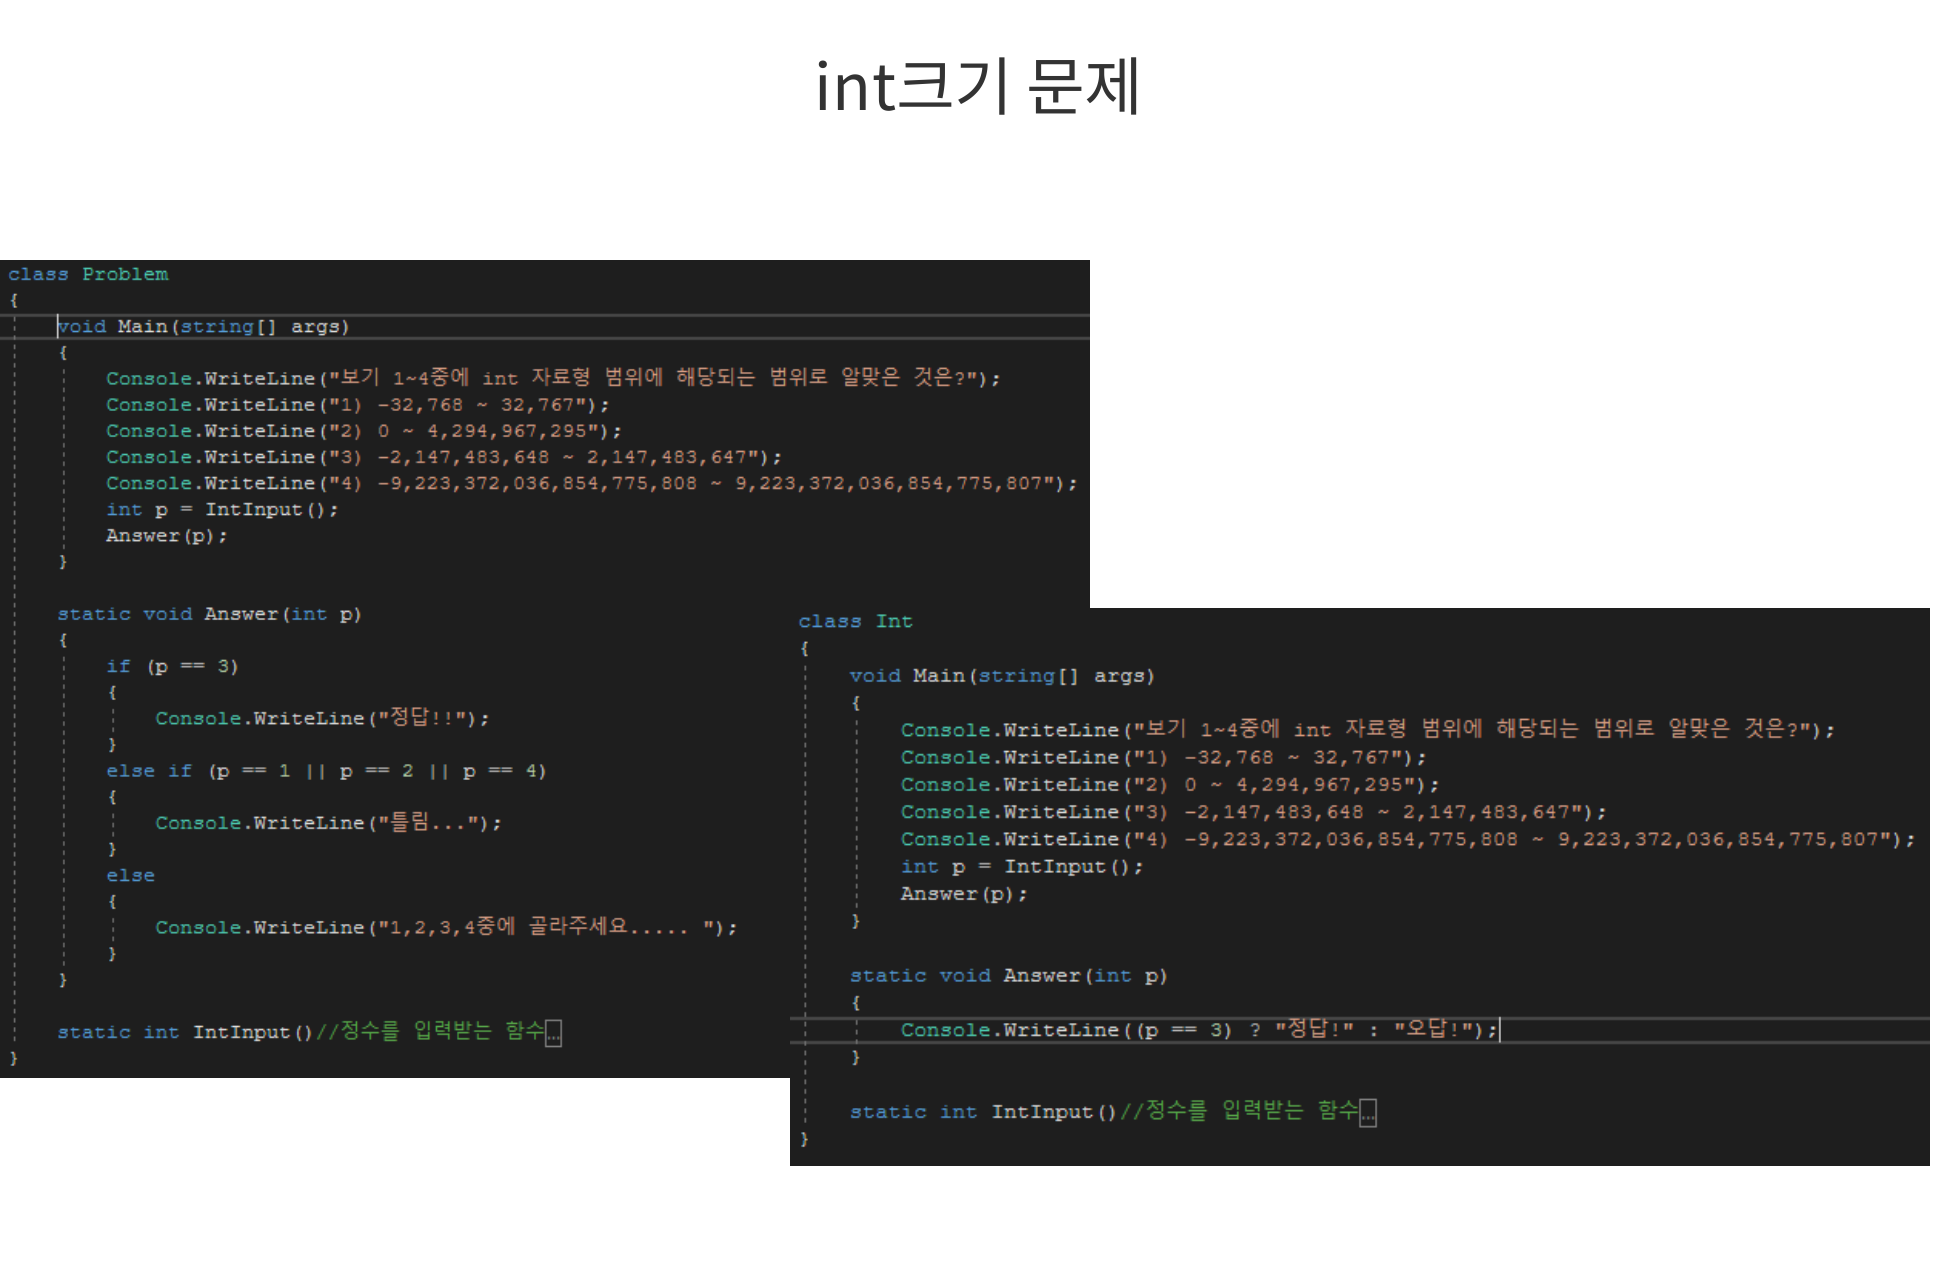 int크기 문제
class Problem
{
void Main(string[] args)
{
Console.WriteLine("보기 1~4중에 int 자료형 범위에 해당되는 범위로 알맞은 것은?");
Console.WriteLine("1) -32,768 ~ 32,767");
Console.WriteLine("2) 0 ~ 4,294,967,295");
Console.WriteLine("3) -2,147,483,648 ~ 2,147,483,647");
Console.WriteLine("4) -9,223,372,036,854,775,808 ~ 9,223,372,036,854,775,807");
int p = IntInput();
Answer(p);
}
static void Answer(int p)
{
if (p == 3)
{
Console.WriteLine("정답!!");
}
else if (p == 1 || p == 2 || p == 4)
{
Console.WriteLine("틀림...");
}
else
{
Console.WriteLine("1,2,3,4중에 골라주세요..... ");
}
}
static int IntInput()//정수를 입력받는 함수...
}
class Int
{
void Main(string[] args)
{
Console.WriteLine("보기 1~4중에 int 자료형 범위에 해당되는 범위로 알맞은 것은?");
Console.WriteLine("1) -32,768 ~ 32,767");
Console.WriteLine("2) 0 ~ 4,294,967,295");
Console.WriteLine("3) -2,147,483,648 ~ 2,147,483,647");
Console.WriteLine("4) -9,223,372,036,854,775,808 ~ 9,223,372,036,854,775,807");
int p = IntInput();
Answer(p);
}
static void Answer(int p)
{
Console.WriteLine((p == 3) ? "정답!" : "오답!");
}
static int IntInput()//정수를 입력받는 함수...
}